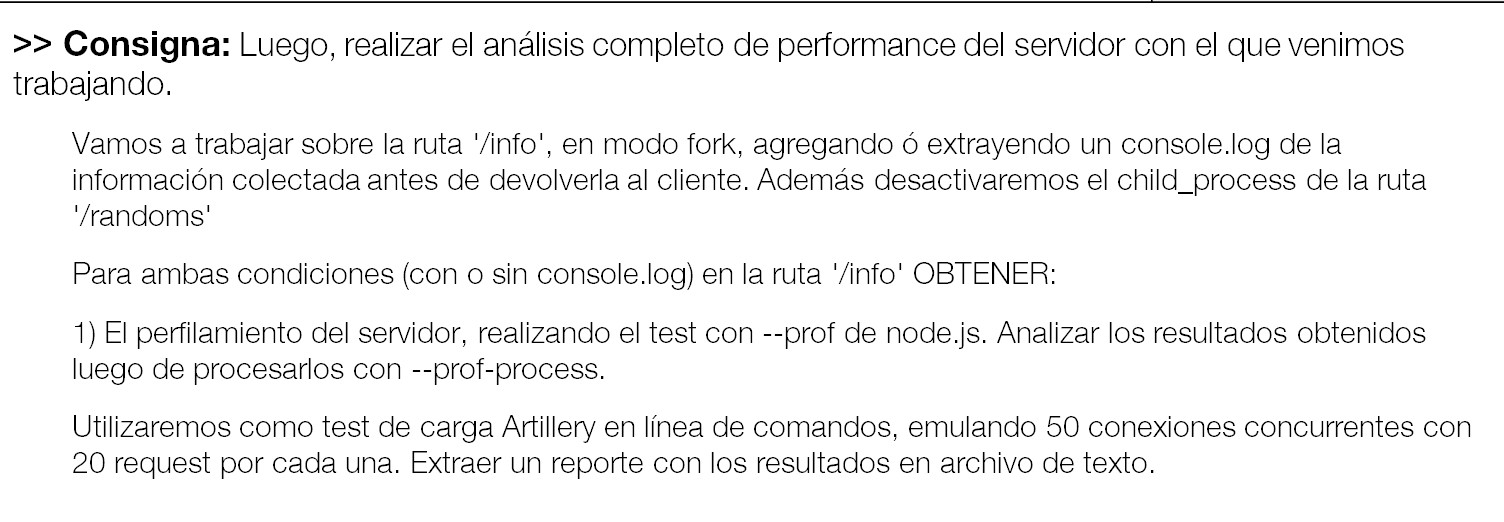 >> Consigna: Luego, realizar el análisis completo de performance del servidor con el que venimos
trabajando.
Vamos a trabajar sobre la ruta '/info', en modo fork, agregando ó extrayendo un console.log de la
información colectada antes de devolverla al cliente. Además desactivaremos el child_process de la ruta
'/randoms'
Para ambas condiciones (con o sin console.log) en la ruta '/info' OBTENER:
1) El perfilamiento del servidor, realizando el test con --prof de node.js. Analizar los resultados obtenidos
luego de procesarlos con --prof-process.
Utilizaremos como test de carga Artillery en línea de comandos, emulando 50 conexiones concurrentes con
20 request por cada una. Extraer un reporte con los resultados en archivo de texto.